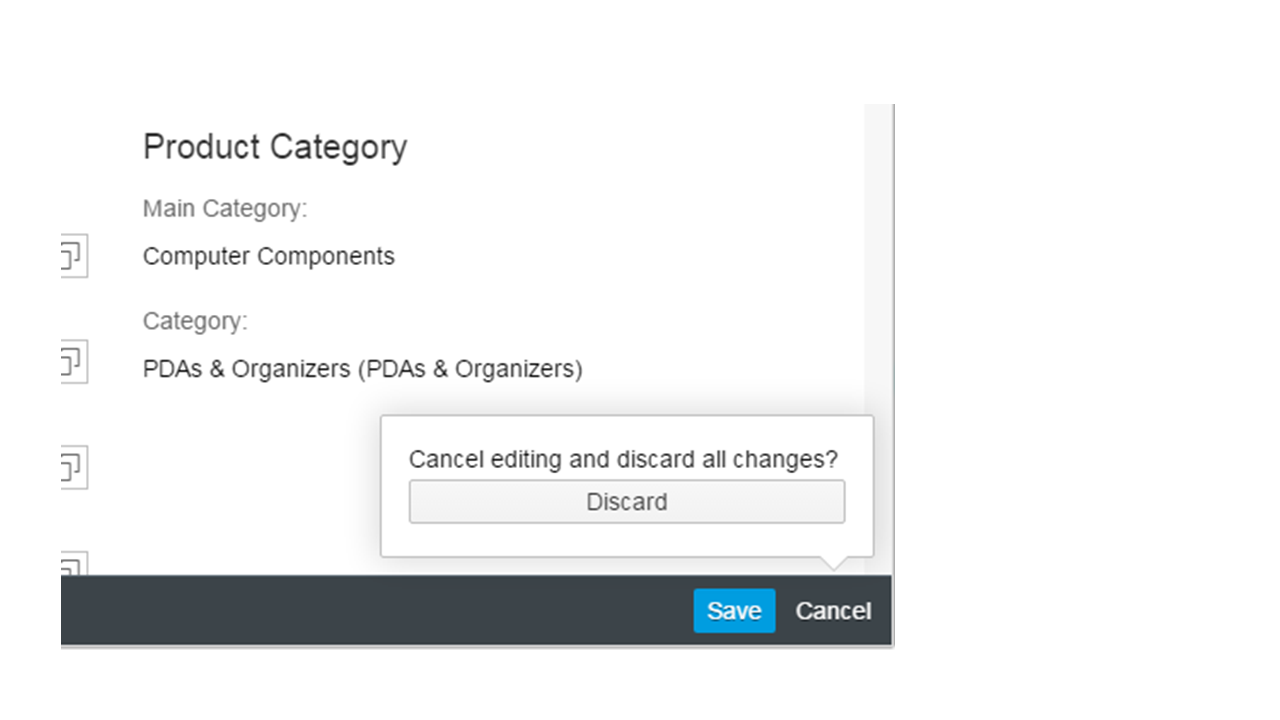 Product Category
Main Category:
Computer Components
Category:
PDAs & Organizers (PDAs & Organizers)
Cancel editing and discard all changes?
Discard
Save Cancel